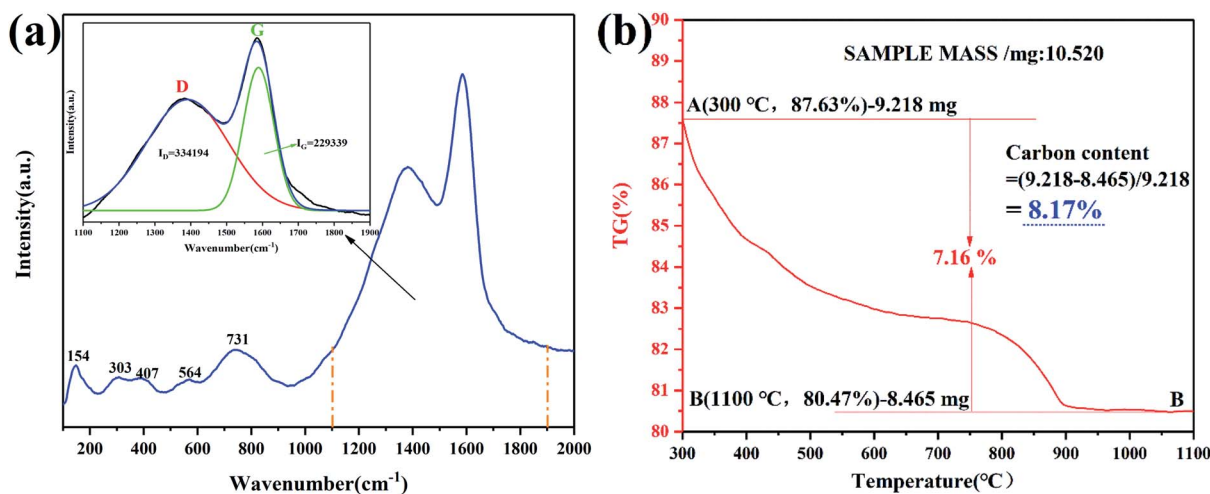 (a)
G
D
I_D=334194
I_G=229339
Intensity(a.u.)
1100 1200 1300 1400 1500 1600 1700 1800 1900
Wavenumber(cm⁻¹)
154
303
407
564
731
Intensity(a.u.)
200 400 600 800 1000 1200 1400 1600 1800 2000
Wavenumber(cm⁻¹)
(b)
90
89
88
87
86
85
84
83
82
81
80
TG(%)
SAMPLE MASS /mg:10.520
A(300 ℃, 87.63%)-9.218 mg
Carbon content
=(9.218-8.465)/9.218
= 8.17%
7.16 %
B(1100 ℃, 80.47%)-8.465 mg
B
300 400 500 600 700 800 900 1000 1100
Temperature(℃)